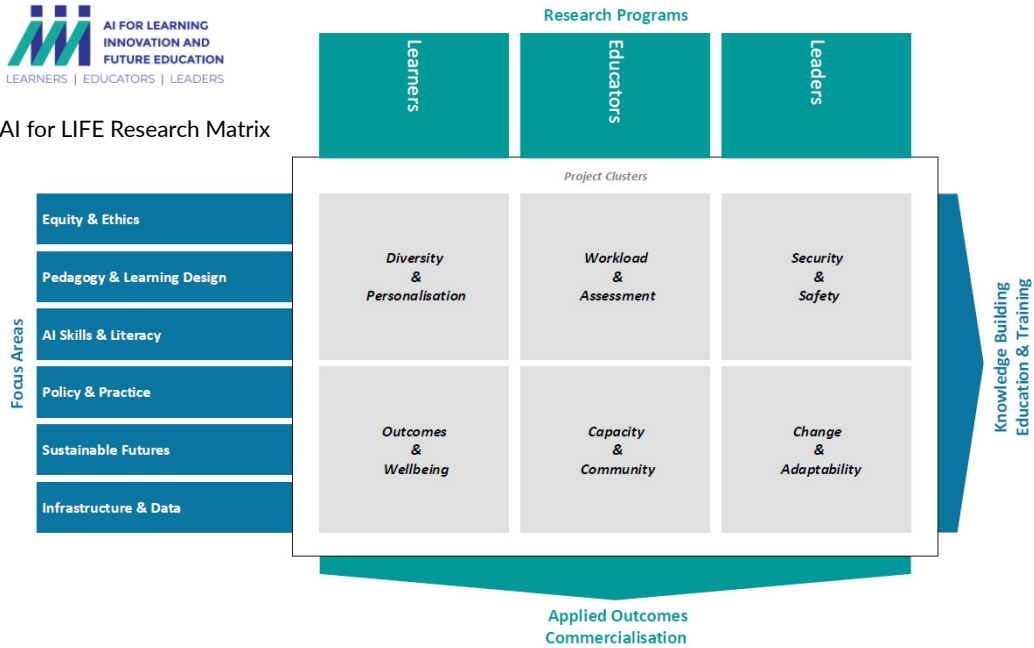 AI FOR LEARNING
INNOVATION AND
FUTURE EDUCATION
LEARNERS | EDUCATORS | LEADERS
AI for LIFE Research Matrix
Research Programs
Learners
Educators
Leaders
Project Clusters
Focus Areas
Equity & Ethics
Pedagogy & Learning Design
AI Skills & Literacy
Policy & Practice
Sustainable Futures
Infrastructure & Data
Diversity
&
Personalisation
Workload
&
Assessment
Security
&
Safety
Outcomes
&
Wellbeing
Capacity
&
Community
Change
&
Adaptability
Knowledge Building
Education & Training
Applied Outcomes
Commercialisation